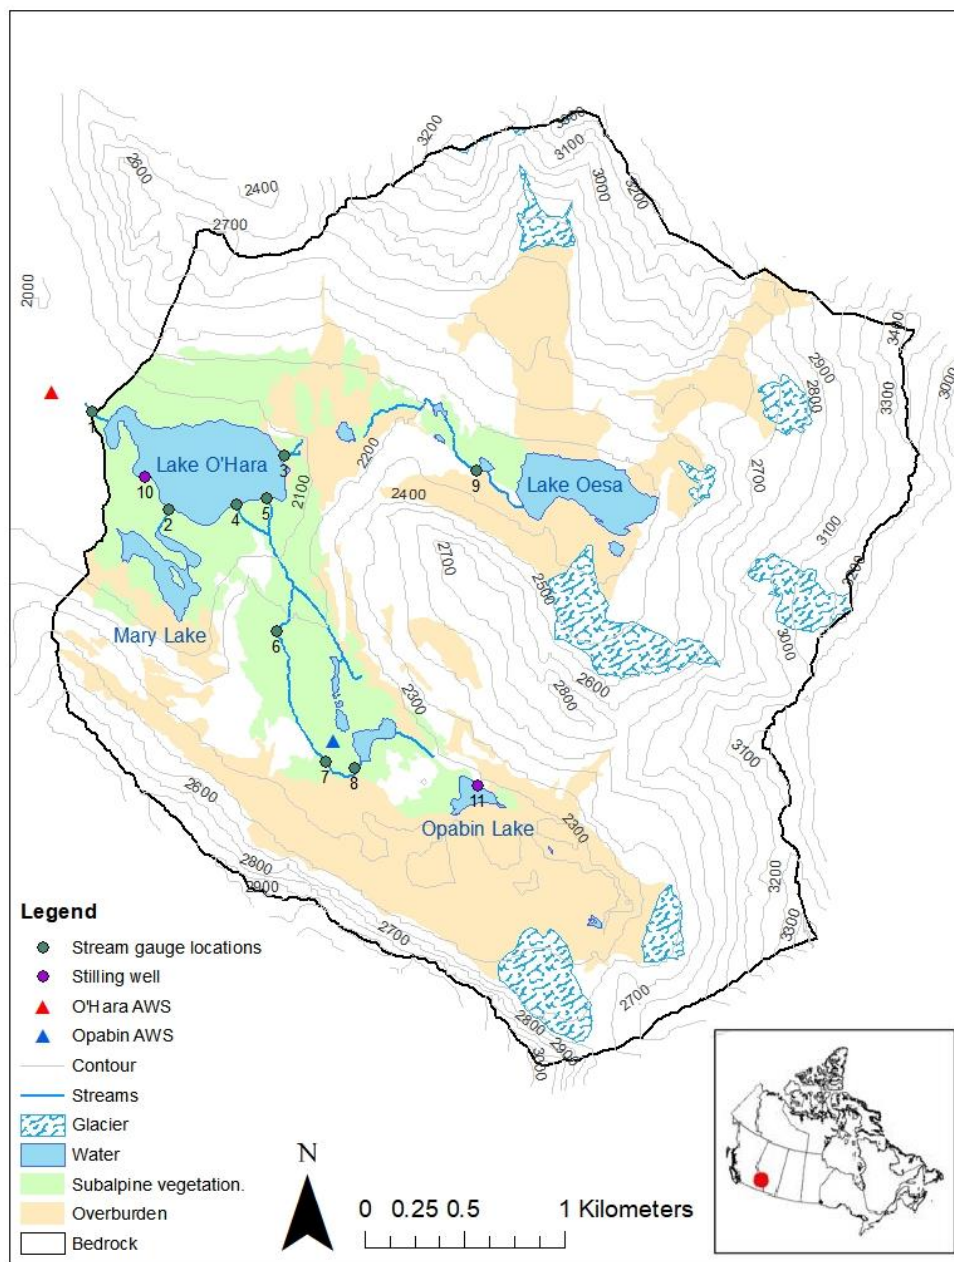 3200
3300
3100
2600
2400
3000
3200
2700
2000
3400
2900
2800
3300
3000
1
Lake O'Hara
3
2200
2100
10
2
4
5
9
Lake Oesa
2400
2700
2700
3100
2500
3200
Mary Lake
6
3000
2600
2300
2800
3100
7
8
11
Opabin Lake
2300
2600
2800
2900
3200
3300
2700
2700
2800
2900
3000
Legend
Stream gauge locations
Stilling well
O'Hara AWS
Opabin AWS
Contour
Streams
Glacier
Water
Subalpine vegetation.
Overburden
Bedrock
N
0 0.25 0.5 1 Kilometers